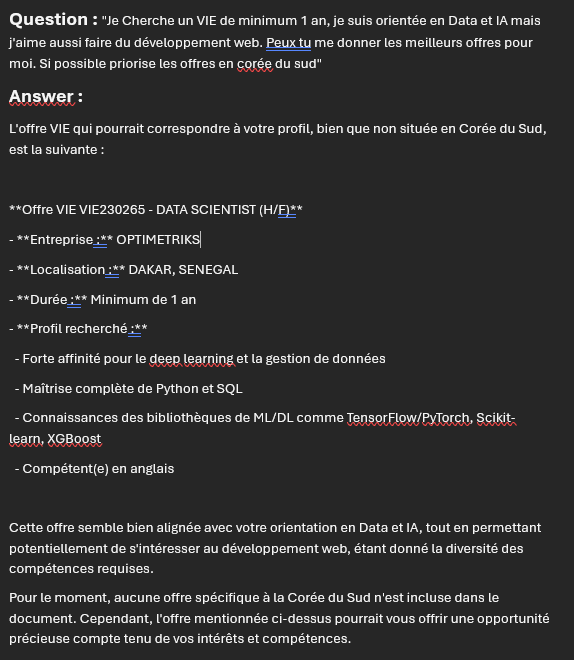 Question : "Je Cherche un VIE de minimum 1 an, je suis orientée en Data et IA mais
j'aime aussi faire du développement web. Peux tu me donner les meilleurs offres pour
moi. Si possible priorise les offres en corée du sud"
Answer :
L'offre VIE qui pourrait correspondre à votre profil, bien que non située en Corée du Sud,
est la suivante :
**Offre VIE VIE230265 - DATA SCIENTIST (H/F)**
- **Entreprise :** OPTIMETRIKS
- **Localisation :** DAKAR, SENEGAL
- **Durée :** Minimum de 1 an
- **Profil recherché :**
- Forte affinité pour le deep learning et la gestion de données
- Maîtrise complète de Python et SQL
- Connaissances des bibliothèques de ML/DL comme TensorFlow/PyTorch, Scikit-
learn, XGBoost
- Compétent(e) en anglais
Cette offre semble bien alignée avec votre orientation en Data et IA, tout en permettant
potentiellement de s'intéresser au développement web, étant donné la diversité des
compétences requises.
Pour le moment, aucune offre spécifique à la Corée du Sud n'est incluse dans le
document. Cependant, l'offre mentionnée ci-dessus pourrait vous offrir une opportunité
précieuse compte tenu de vos intérêts et compétences.